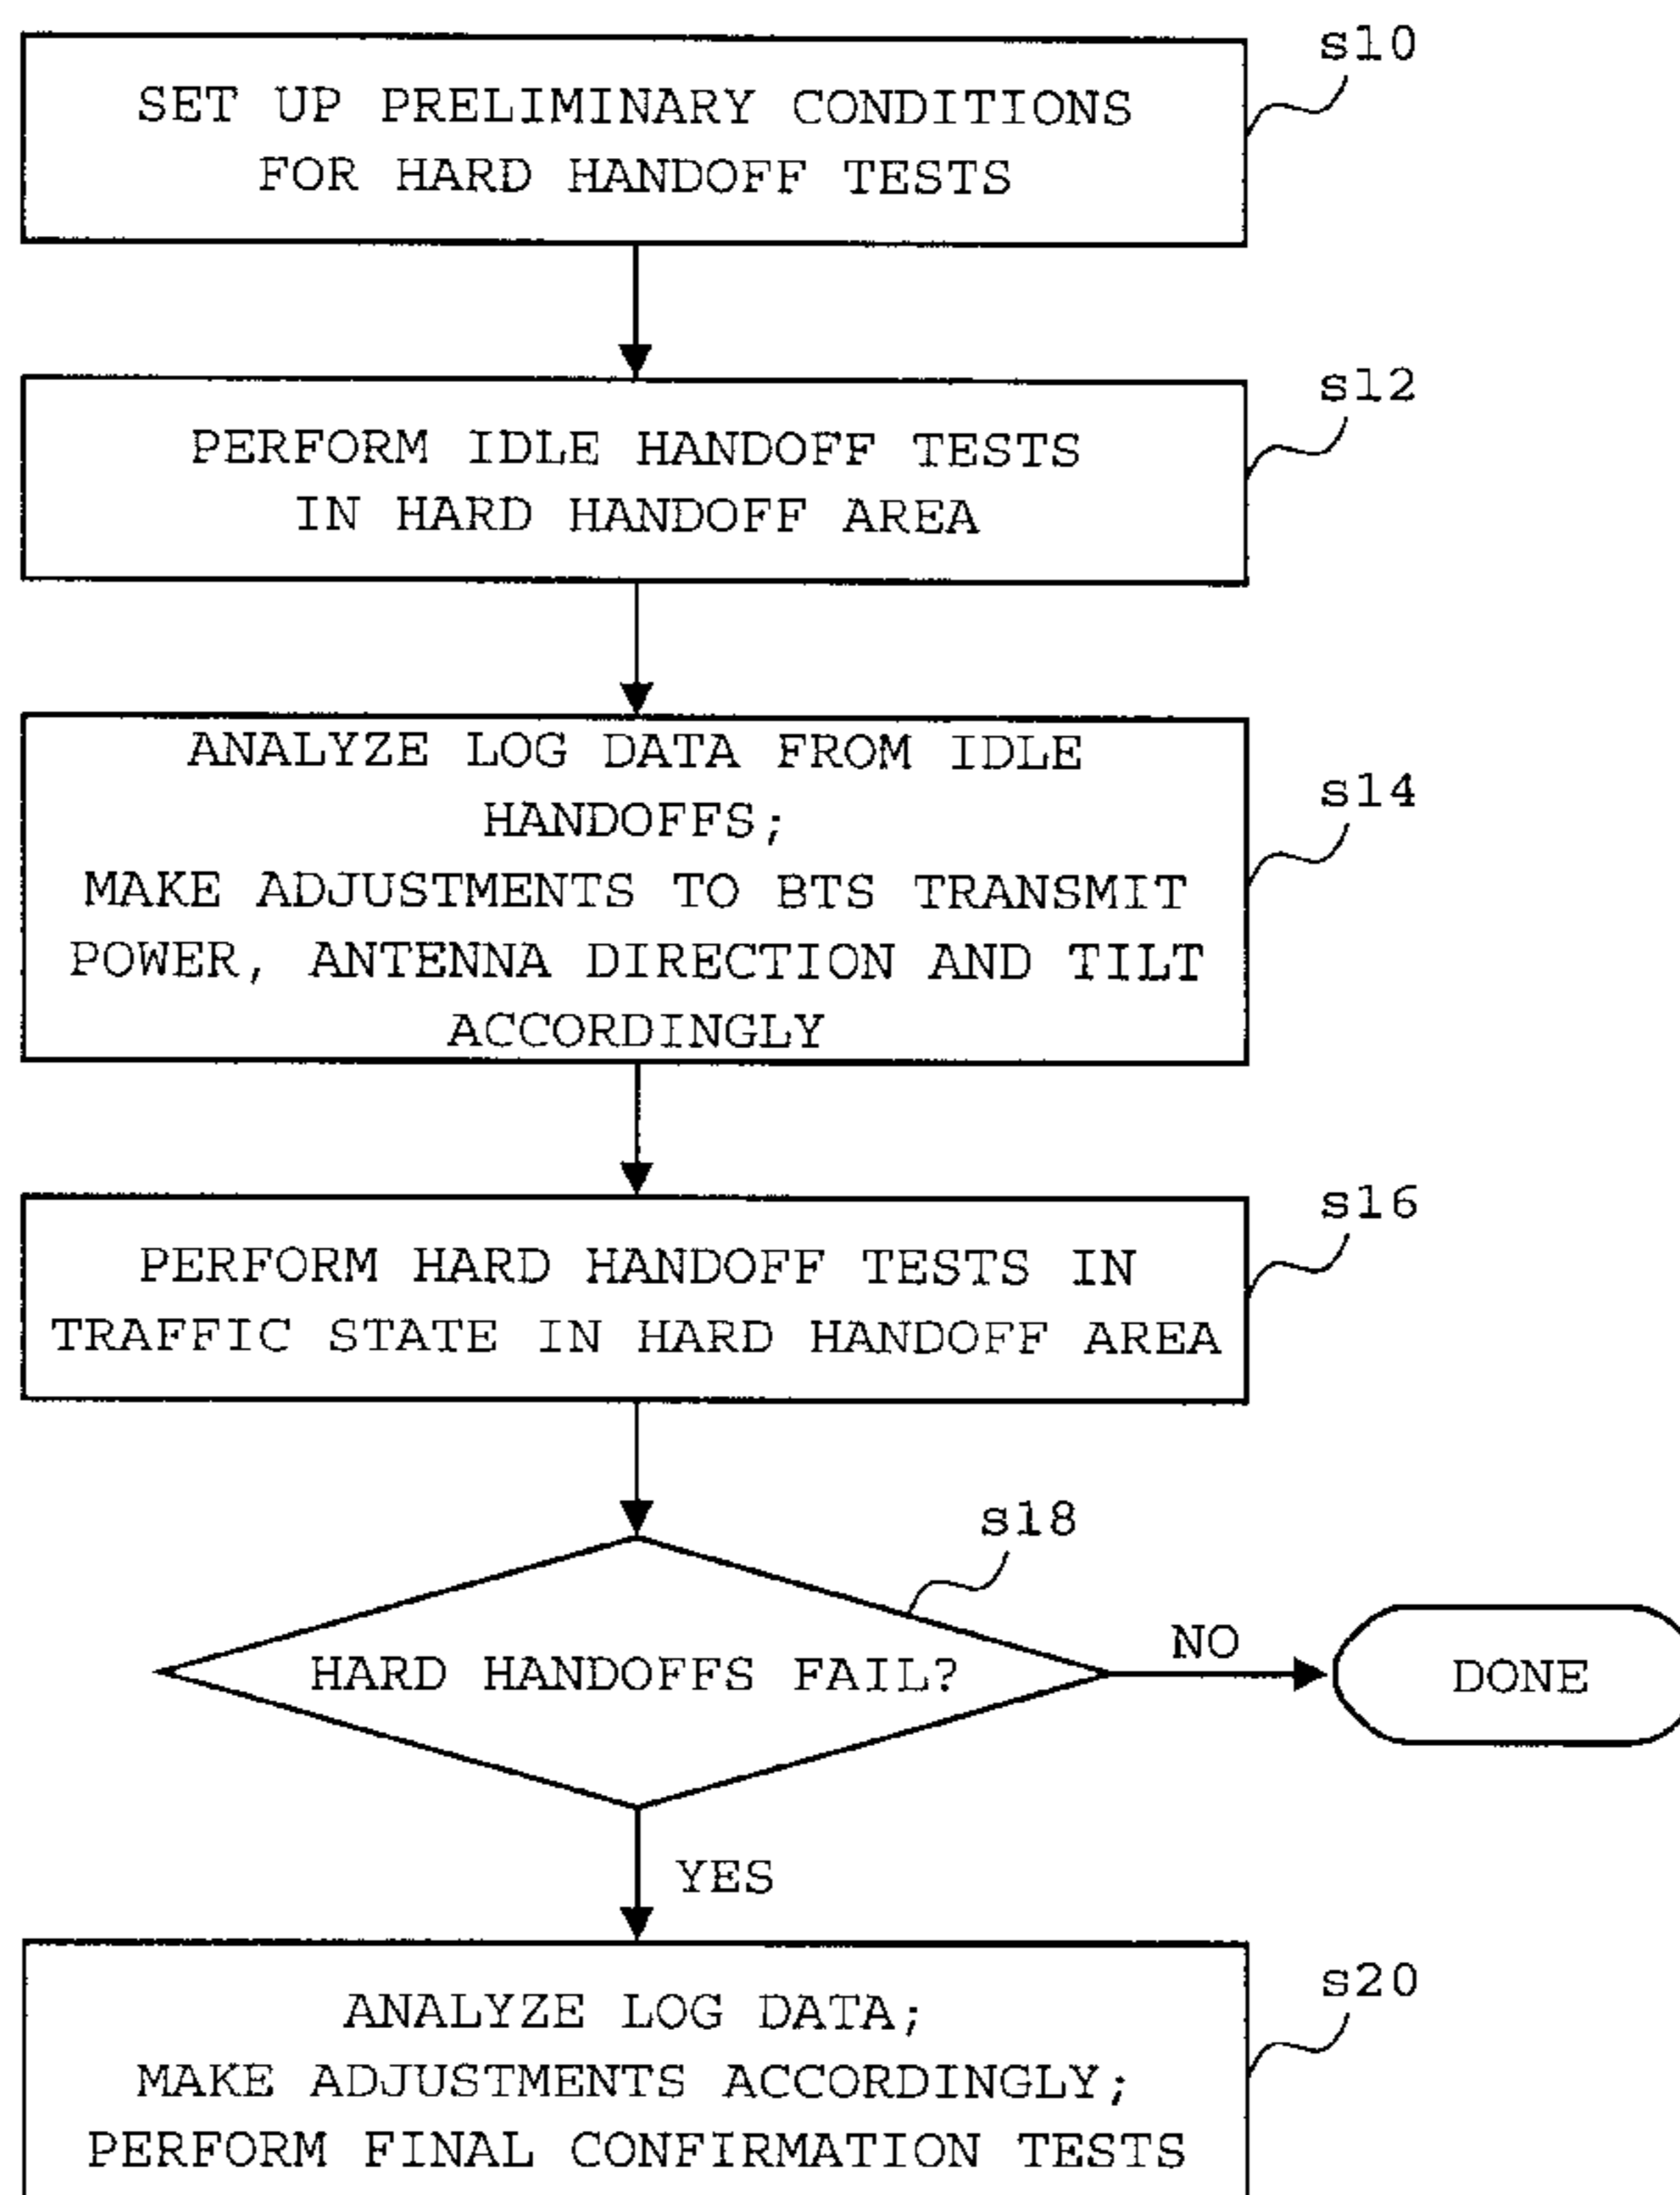 s10
SET UP PRELIMINARY CONDITIONS
FOR HARD HANDOFF TESTS
s12
PERFORM IDLE HANDOFF TESTS
IN HARD HANDOFF AREA
s14
ANALYZE LOG DATA FROM IDLE
HANDOFFS;
MAKE ADJUSTMENTS TO BTS TRANSMIT
POWER, ANTENNA DIRECTION AND TILT
ACCORDINGLY
s16
PERFORM HARD HANDOFF TESTS IN
TRAFFIC STATE IN HARD HANDOFF AREA
s18
HARD HANDOFFS FAIL?
NO
DONE
YES
s20
ANALYZE LOG DATA;
MAKE ADJUSTMENTS ACCORDINGLY;
PERFORM FINAL CONFIRMATION TESTS